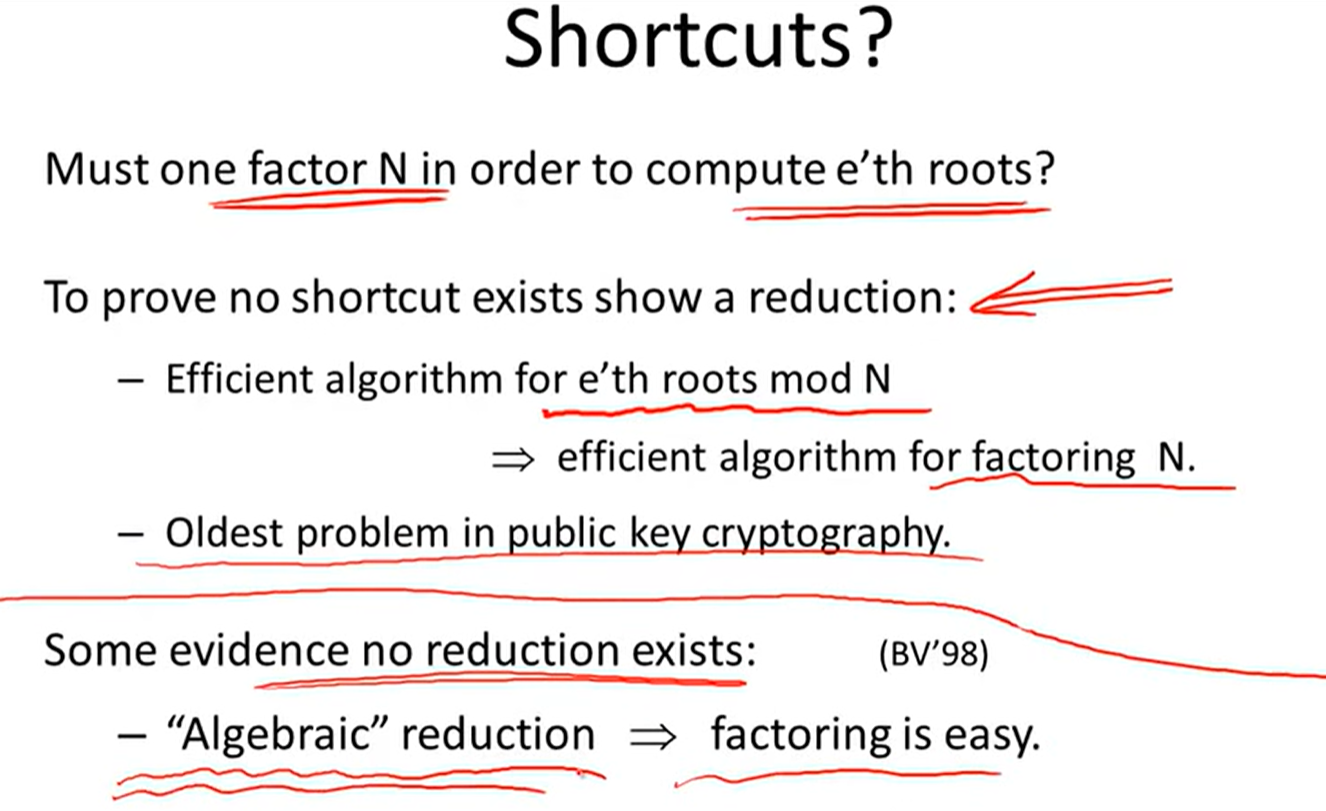 Shortcuts?
Must one factor N in order to compute e’th roots?
To prove no shortcut exists show a reduction:
– Efficient algorithm for e’th roots mod N
⇒ efficient algorithm for factoring N.
– Oldest problem in public key cryptography.
Some evidence no reduction exists: (BV’98)
– “Algebraic” reduction ⇒ factoring is easy.